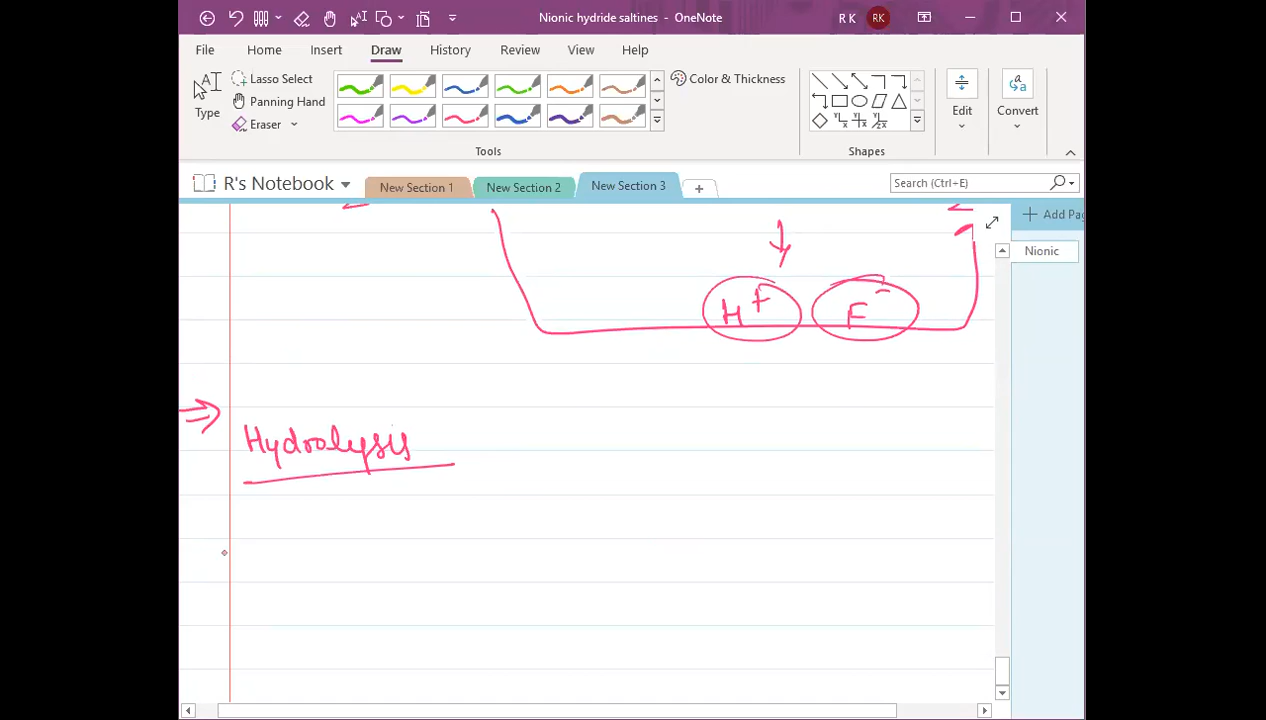 Nionic hydride saltines - OneNote
R K
RK
File Home Insert Draw History Review View Help
Type
Lasso Select
Panning Hand
Eraser
Color & Thickness
Edit
Convert
Tools
Shapes
R's Notebook
New Section 1
New Section 2
New Section 3
Search (Ctrl+E)
Add Pag
Nionic
H+ F-
⇒ Hydrolysis